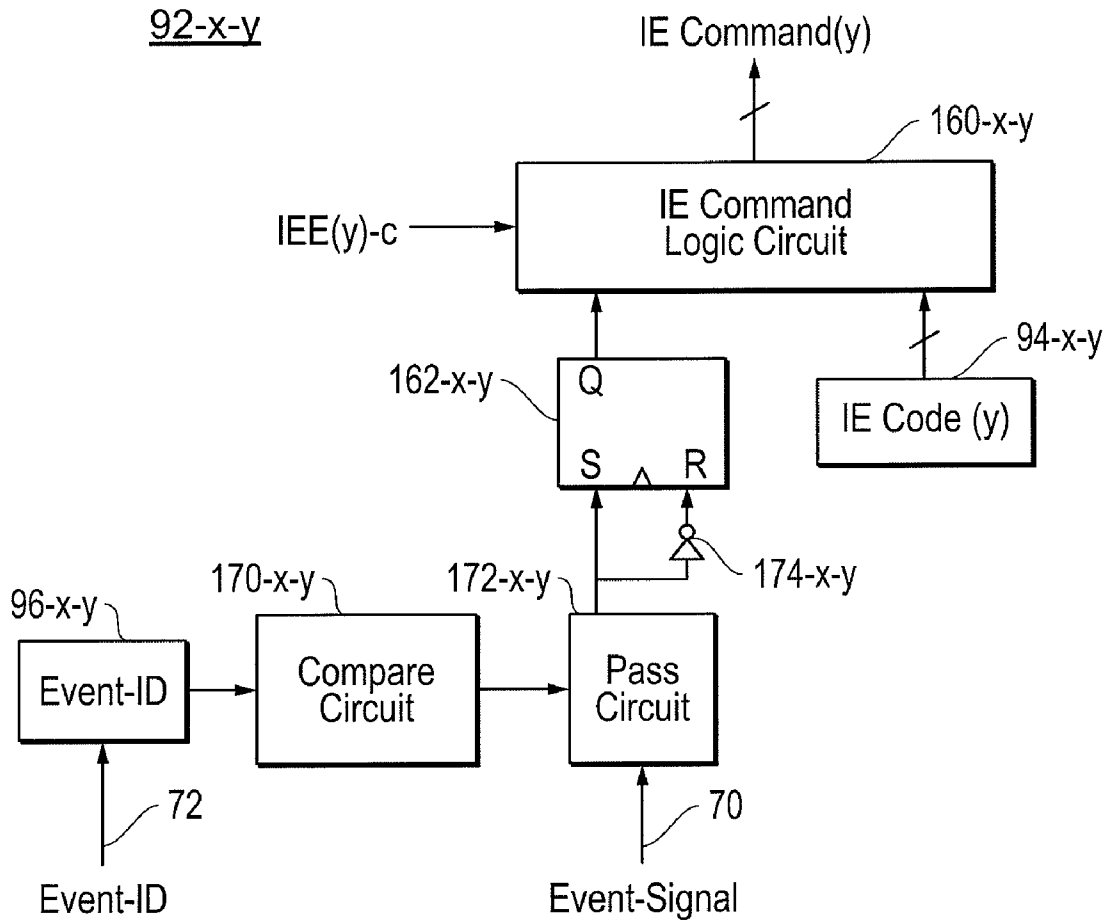 92-x-y
IE Command(y)
160-x-y
IE Command
Logic Circuit
IEE(y)-c
94-x-y
IE Code (y)
162-x-y
Q
S
R
174-x-y
170-x-y
172-x-y
96-x-y
Event-ID
Compare
Circuit
Pass
Circuit
72
70
Event-ID
Event-Signal